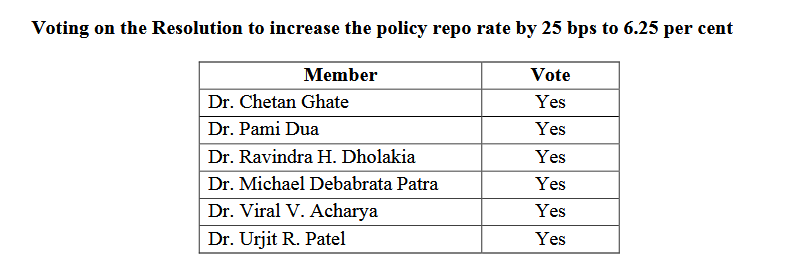 Voting on the Resolution to increase the policy repo rate by 25 bps to 6.25 per cent
Member Vote
Dr. Chetan Ghate Yes
Dr. Pami Dua Yes
Dr. Ravindra H. Dholakia Yes
Dr. Michael Debabrata Patra Yes
Dr. Viral V. Acharya Yes
Dr. Urjit R. Patel Yes